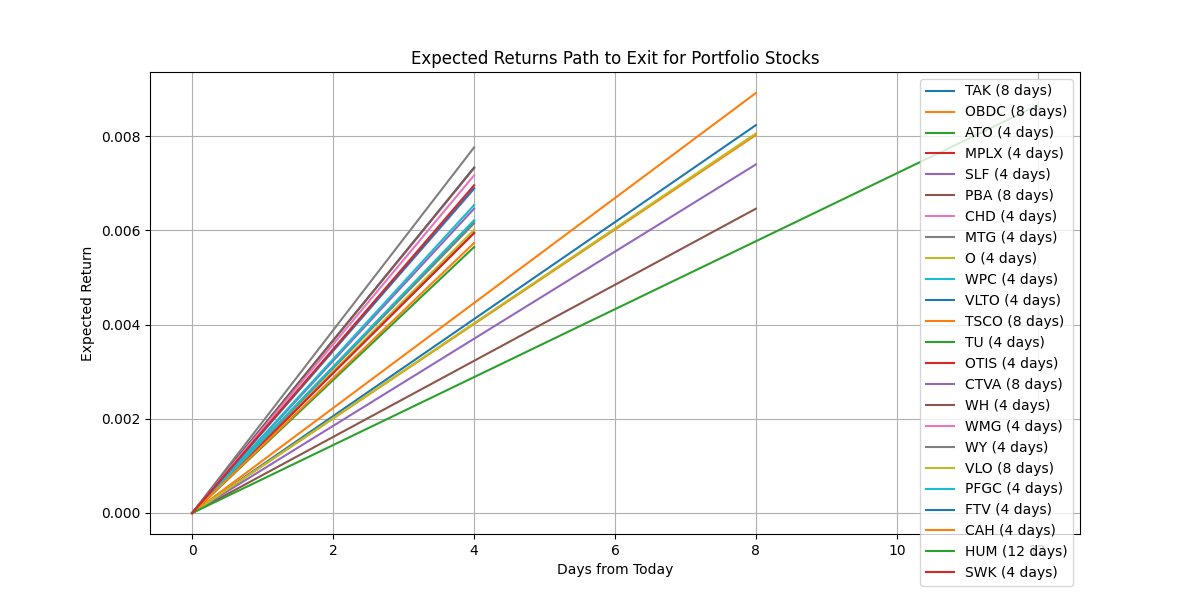 Expected Returns Path to Exit for Portfolio Stocks
Expected Return
0.008
0.006
0.004
0.002
0.000
0
2
4
6
8
10
Days from Today
TAK (8 days)
OBDC (8 days)
ATO (4 days)
MPLX (4 days)
SLF (4 days)
PBA (8 days)
CHD (4 days)
MTG (4 days)
O (4 days)
WPC (4 days)
VLTO (4 days)
TSCO (8 days)
TU (4 days)
OTIS (4 days)
CTVA (8 days)
WH (4 days)
WMG (4 days)
WY (4 days)
VLO (8 days)
PFGC (4 days)
FTV (4 days)
CAH (4 days)
HUM (12 days)
SWK (4 days)